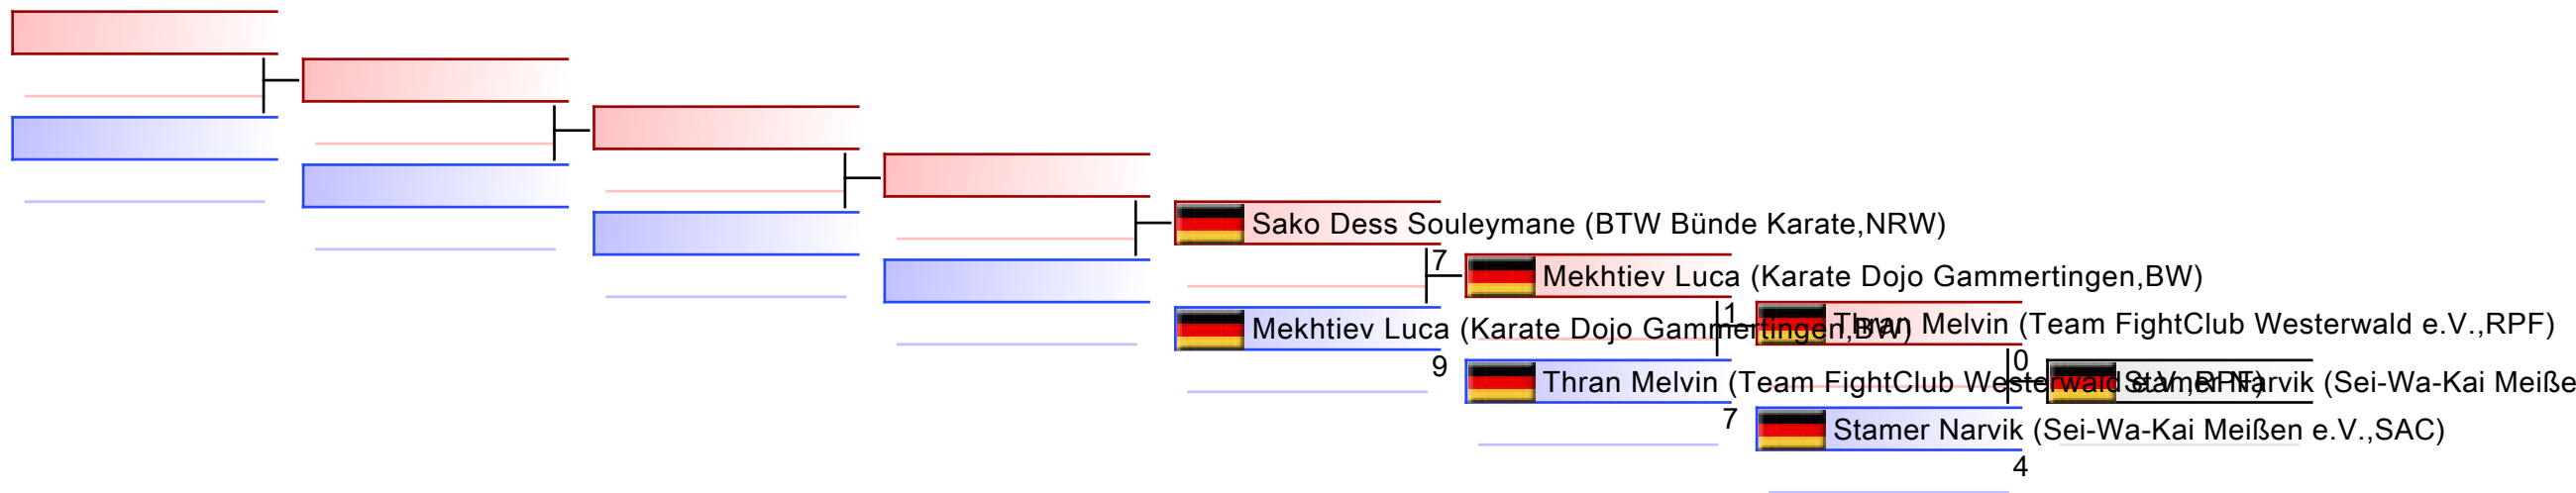 Sako Dess Souleymane (BTW Bünde Karate,NRW)
7
Mekhtiev Luca (Karate Dojo Gammertingen,BW)
Mekhtiev Luca (Karate Dojo Gammertingen,BW)
9
1
Thran Melvin (Team FightClub Westerwald e.V.,RPF)
Thran Melvin (Team FightClub Westerwald e.V.,RPF)
7
0
Stamer Narvik (Sei-Wa-Kai Meiße
Stamer Narvik (Sei-Wa-Kai Meißen e.V.,SAC)
4